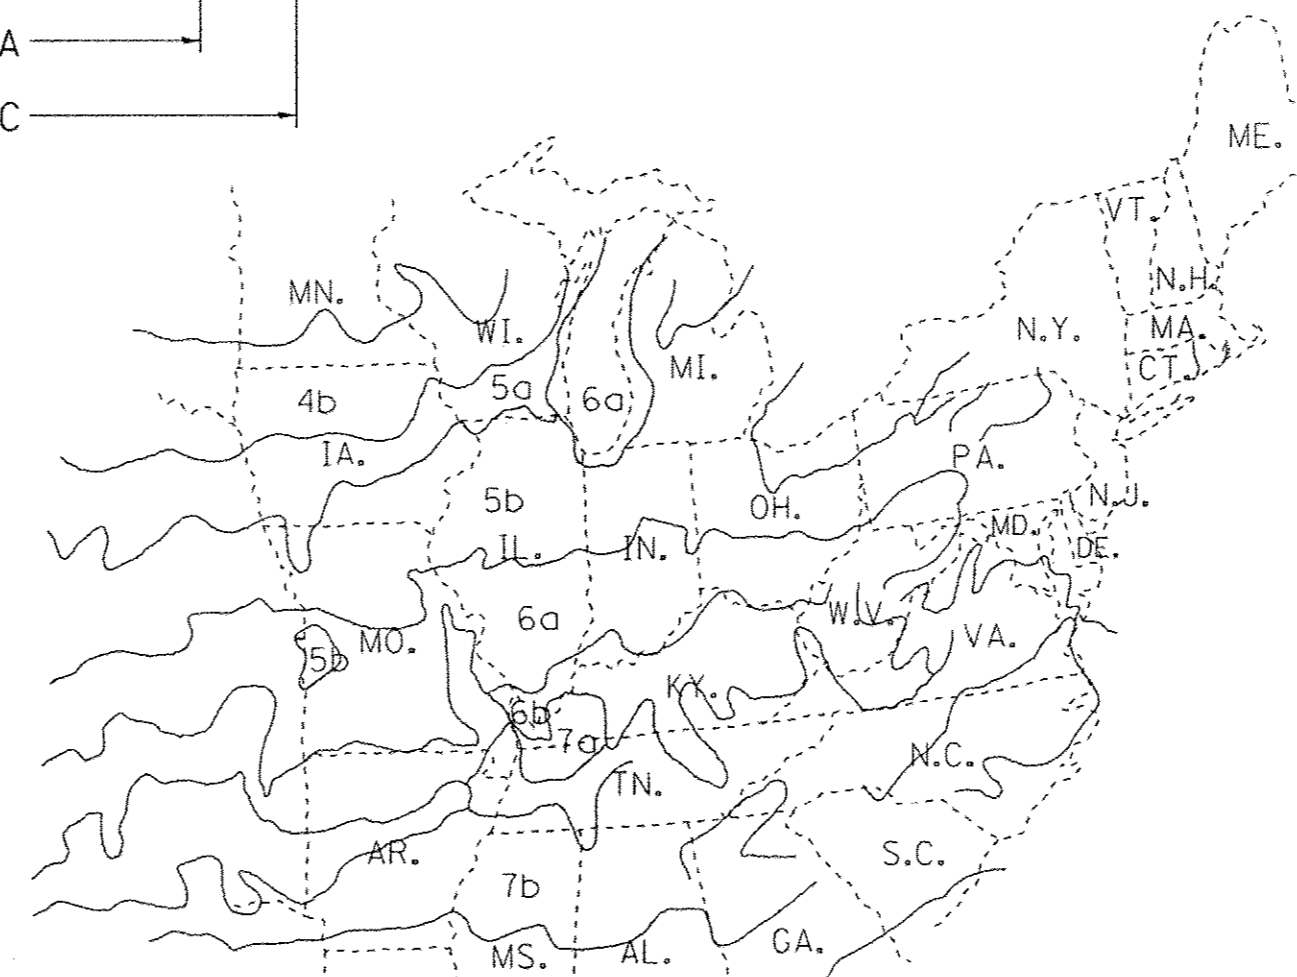 A
C
ME.
VT.
MN.
N.H.
WI.
N.Y.
MA.
MI.
CT.
4b
5a
6a
IA.
PA.
5b
N.J.
OH.
MD.
IL.
IN.
DE.
6a
W.V.
VA.
MO.
5b
KY.
6b
7a
N.C.
TN.
AR.
S.C.
7b
GA.
MS.
AL.